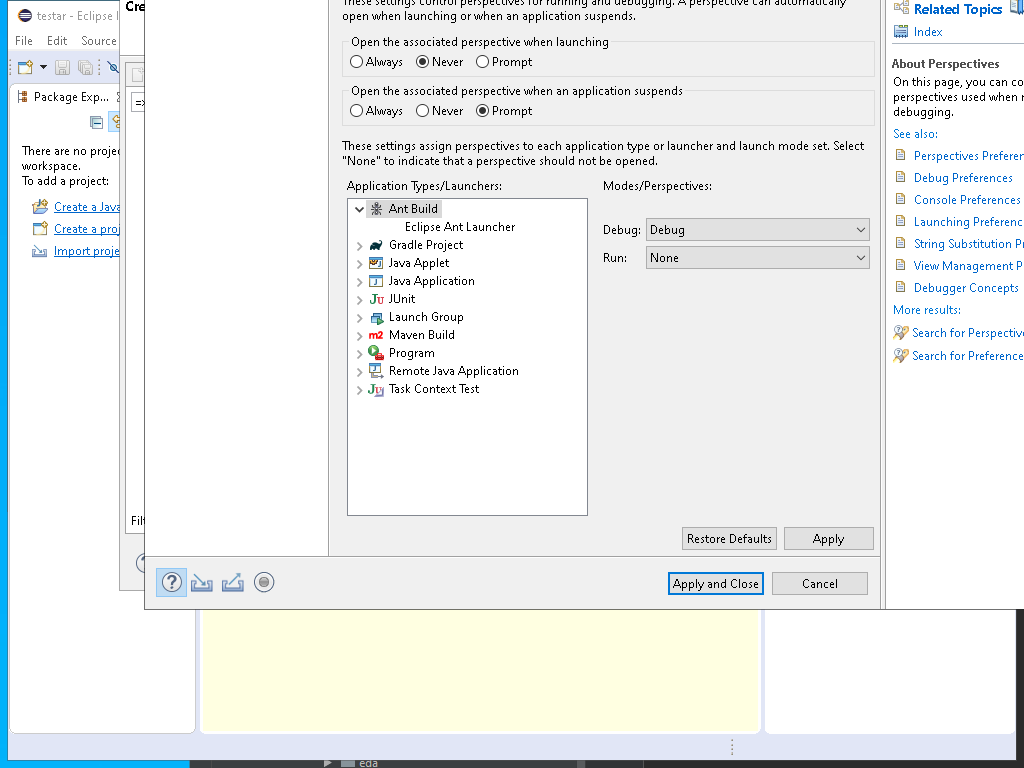 testar - Eclipse I
File Edit Source
Package Exp...
There are no proje
workspace.
To add a project:
Create a Java
Create a proj
Import proje
Cre
Filt
These settings control perspectives for running and debugging. A perspective can automatically
open when launching or when an application suspends.
Open the associated perspective when launching
Always Never Prompt
Open the associated perspective when an application suspends
Always Never Prompt
These settings assign perspectives to each application type or launcher and launch mode set. Select
"None" to indicate that a perspective should not be opened.
Application Types/Launchers:
Ant Build
Eclipse Ant Launcher
Gradle Project
Java Applet
Java Application
JUnit
Launch Group
Maven Build
Program
Remote Java Application
Task Context Test
Modes/Perspectives:
Debug: Debug
Run: None
Restore Defaults Apply
Apply and Close Cancel
Related Topics
Index
About Perspectives
On this page, you can co
perspectives used when r
debugging.
See also:
Perspectives Preferen
Debug Preferences
Console Preferences
Launching Preferenc
String Substitution Pr
View Management P
Debugger Concepts
More results:
Search for Perspective
Search for Preference
eda